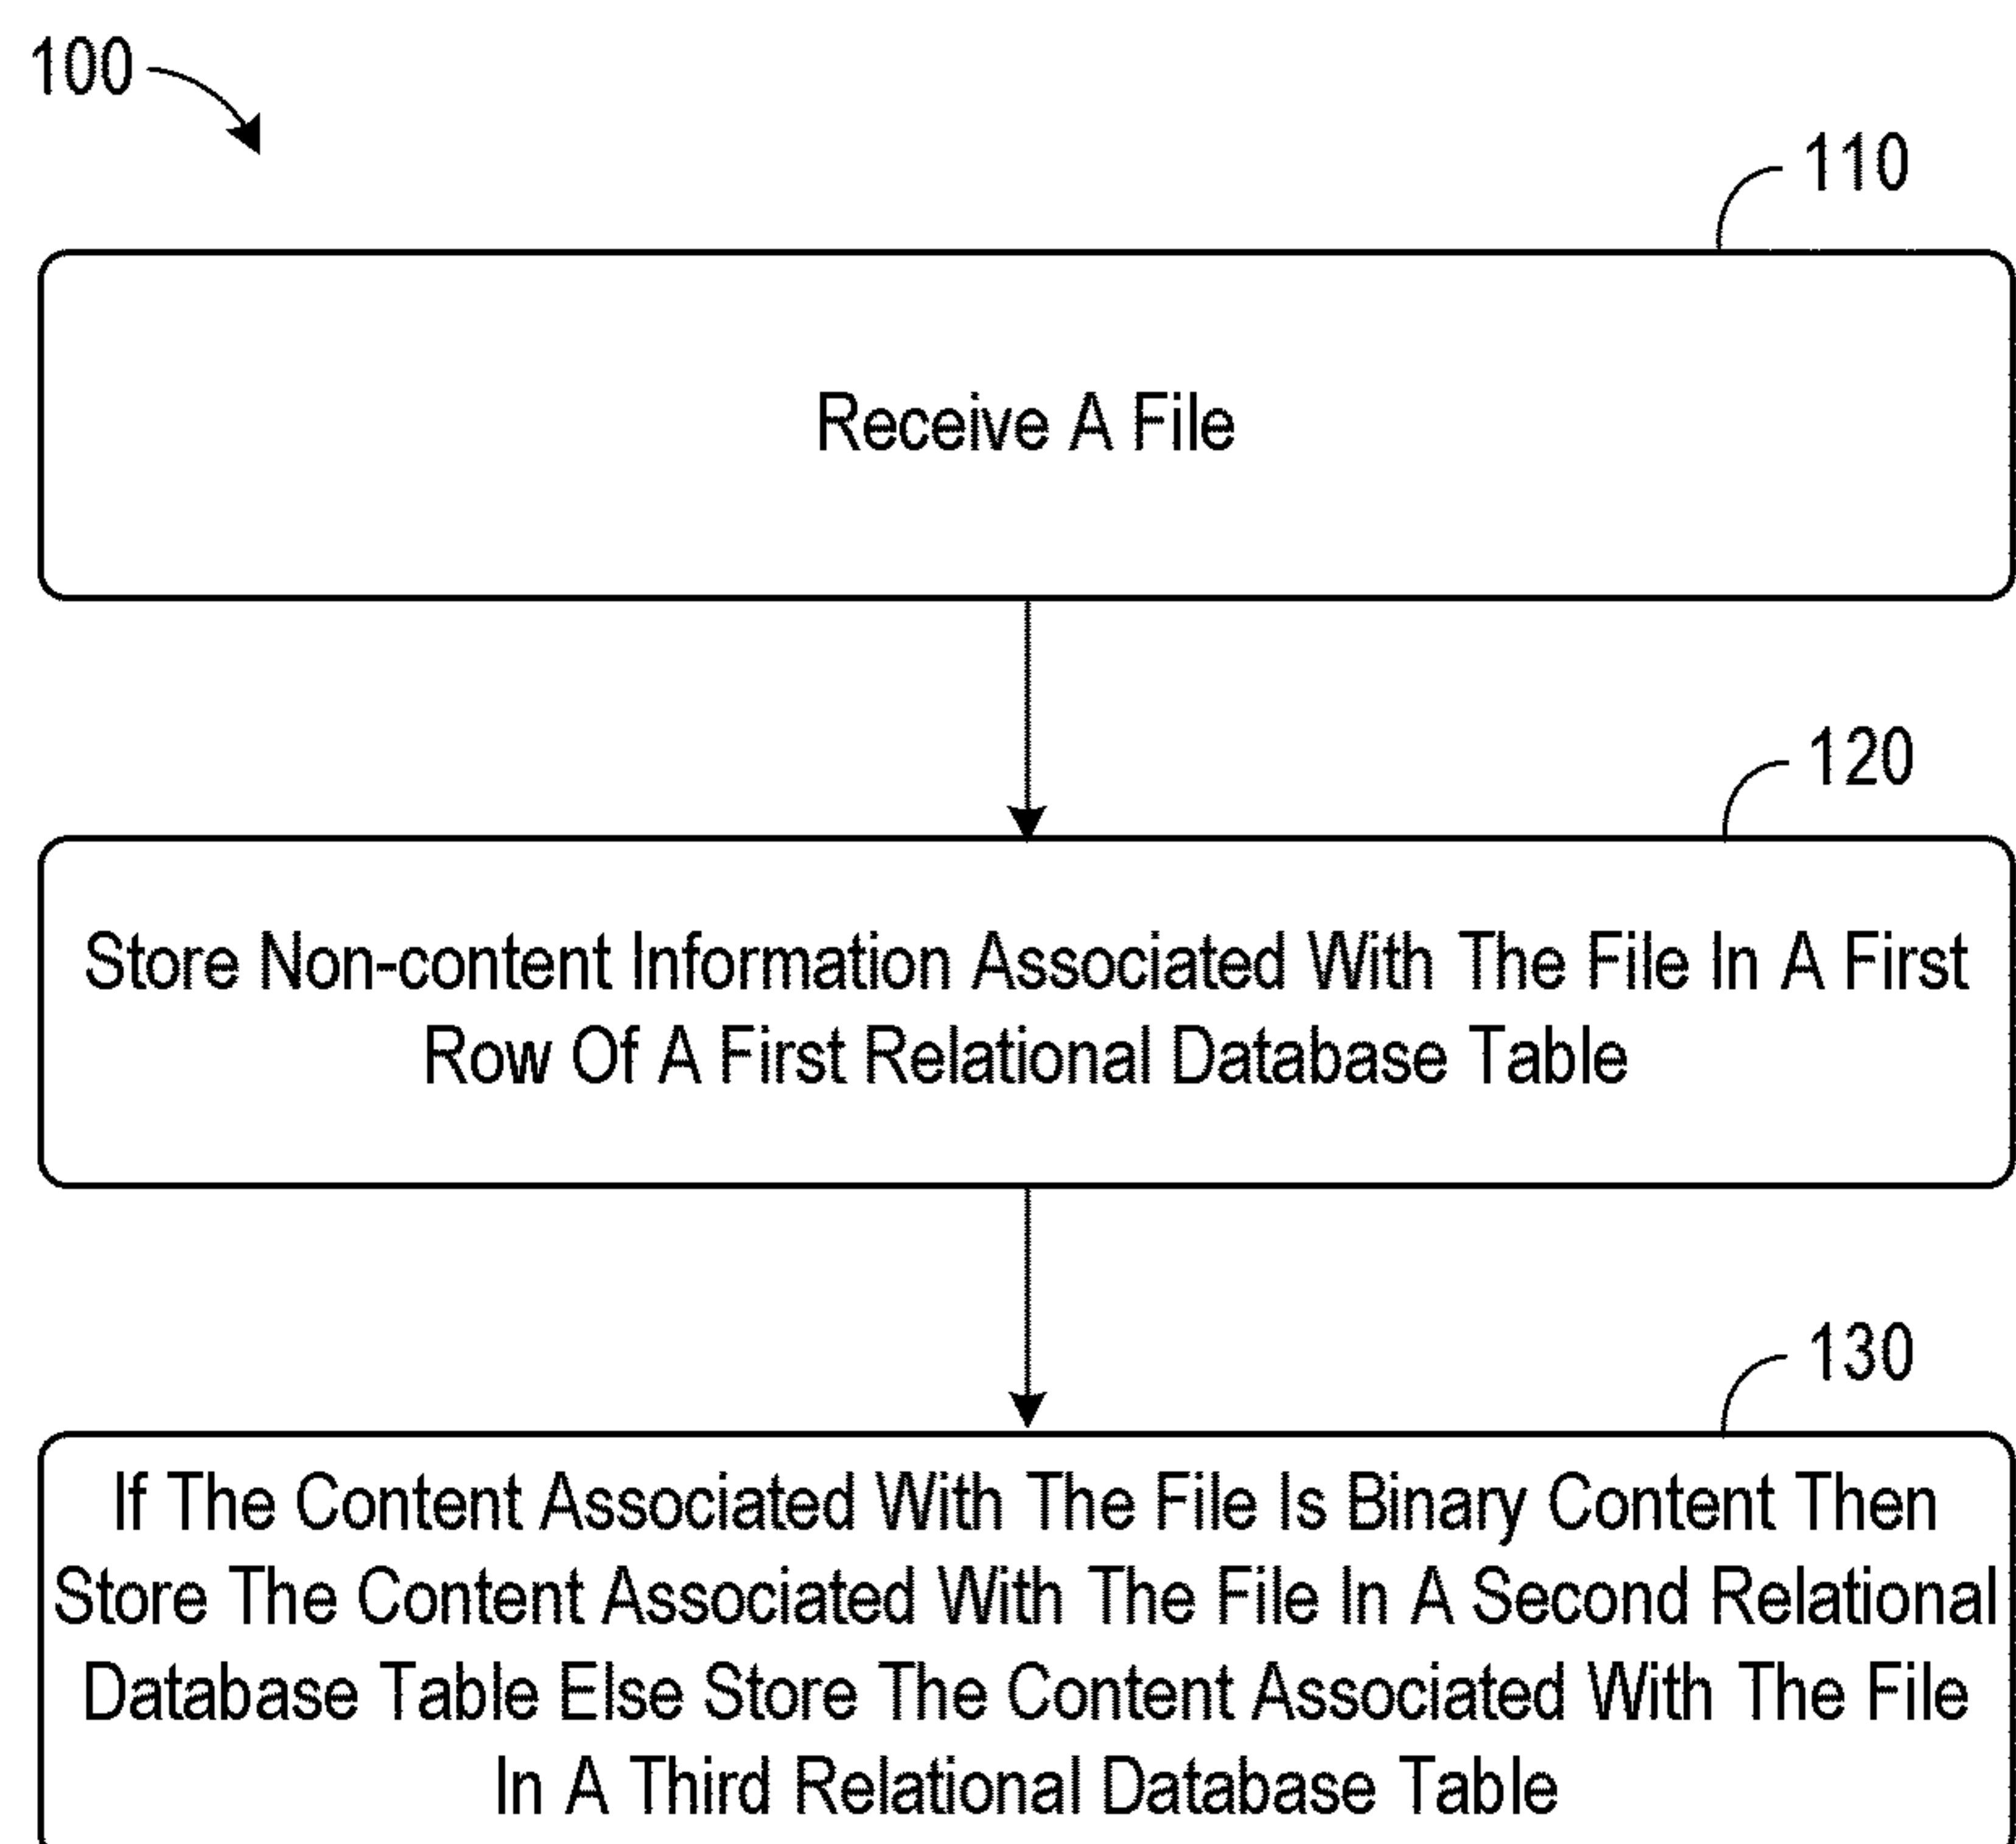 100
110
Receive A File
120
Store Non-content Information Associated With The File In A First
Row Of A First Relational Database Table
130
If The Content Associated With The File Is Binary Content Then
Store The Content Associated With The File In A Second Relational
Database Table Else Store The Content Associated With The File
In A Third Relational Database Table